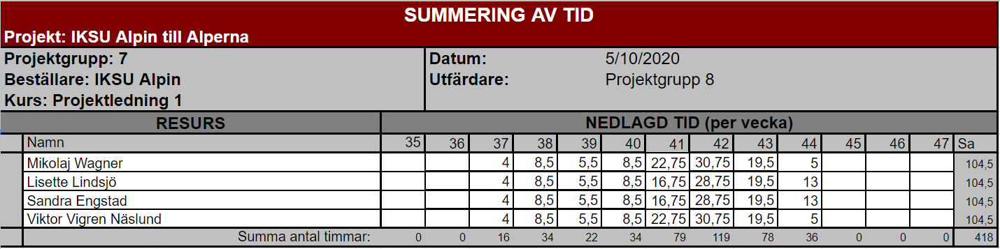 SUMMERING AV TID
Projekt: IKSU Alpin till Alperna
Projektgrupp: 7 Datum: 5/10/2020
Beställare: IKSU Alpin Utfärdare: Projektgrupp 8
Kurs: Projektledning 1
RESURS NEDLAGD TID (per vecka)
Namn 35 36 37 38 39 40 41 42 43 44 45 46 47 Sa
Mikolaj Wagner 4 8,5 5,5 8,5 22,75 30,75 19,5 5 104,5
Lisette Lindsjö 4 8,5 5,5 8,5 16,75 28,75 19,5 13 104,5
Sandra Engstad 4 8,5 5,5 8,5 16,75 28,75 19,5 13 104,5
Viktor Vigren Näslund 4 8,5 5,5 8,5 22,75 30,75 19,5 5 104,5
Summa antal timmar: 0 0 16 34 22 34 79 119 78 36 0 0 0 418